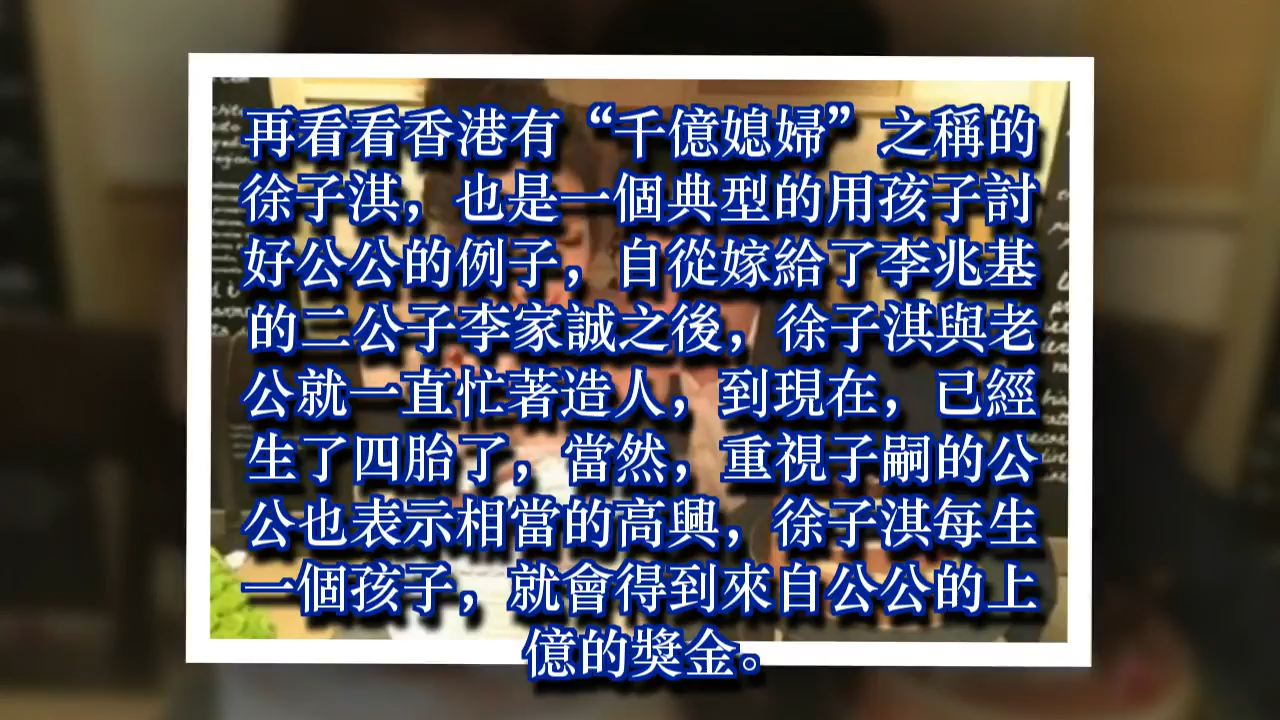 再看看香港有“千億媳婦”之稱的
徐子淇，也是一個典型的用孩子討
好公公的例子，自從嫁給了李兆基
的二公子李家誠之後，徐子淇與老
公就一直忙著造人，到現在，已經
生了四胎了，當然，重視子嗣的公
公也表示相當的高興，徐子淇每生
一個孩子，就會得到來自公公的上
億的獎金。